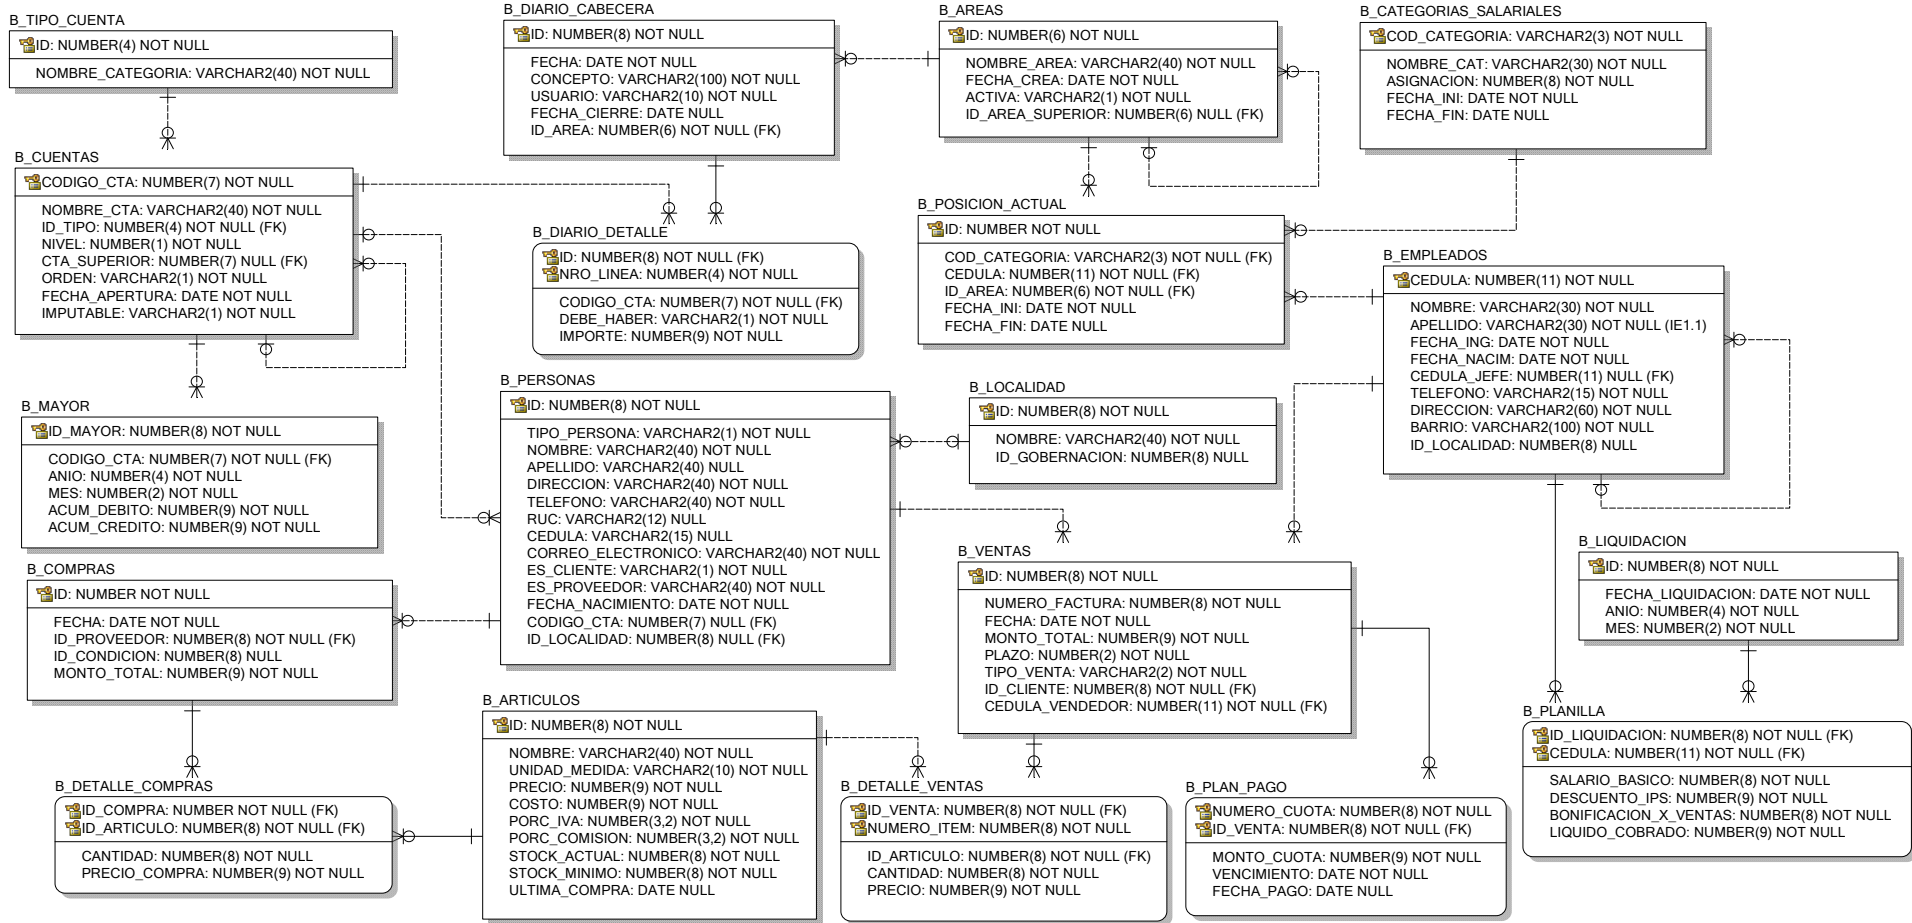 B_TIPO_CUENTA
ID: NUMBER(4) NOT NULL
NOMBRE_CATEGORIA: VARCHAR2(40) NOT NULL
B_DIARIO_CABECERA
ID: NUMBER(8) NOT NULL
FECHA: DATE NOT NULL
CONCEPTO: VARCHAR2(100) NOT NULL
USUARIO: VARCHAR2(10) NOT NULL
FECHA_CIERRE: DATE NULL
ID_AREA: NUMBER(6) NOT NULL (FK)
B_AREAS
ID: NUMBER(6) NOT NULL
NOMBRE_AREA: VARCHAR2(40) NOT NULL
FECHA_CREA: DATE NOT NULL
ACTIVA: VARCHAR2(1) NOT NULL
ID_AREA_SUPERIOR: NUMBER(6) NULL (FK)
B_CATEGORIAS_SALARIALES
COD_CATEGORIA: VARCHAR2(3) NOT NULL
NOMBRE_CAT: VARCHAR2(30) NOT NULL
ASIGNACION: NUMBER(8) NOT NULL
FECHA_INI: DATE NOT NULL
FECHA_FIN: DATE NULL
B_CUENTAS
CODIGO_CTA: NUMBER(7) NOT NULL
NOMBRE_CTA: VARCHAR2(40) NOT NULL
ID_TIPO: NUMBER(4) NOT NULL (FK)
NIVEL: NUMBER(1) NOT NULL
CTA_SUPERIOR: NUMBER(7) NULL (FK)
ORDEN: VARCHAR2(1) NOT NULL
FECHA_APERTURA: DATE NOT NULL
IMPUTABLE: VARCHAR2(1) NOT NULL
B_DIARIO_DETALLE
ID: NUMBER(8) NOT NULL (FK)
NRO_LINEA: NUMBER(4) NOT NULL
CODIGO_CTA: NUMBER(7) NOT NULL (FK)
DEBE_HABER: VARCHAR2(1) NOT NULL
IMPORTE: NUMBER(9) NOT NULL
B_POSICION_ACTUAL
ID: NUMBER NOT NULL
COD_CATEGORIA: VARCHAR2(3) NOT NULL (FK)
CEDULA: NUMBER(11) NOT NULL (FK)
ID_AREA: NUMBER(6) NOT NULL (FK)
FECHA_INI: DATE NOT NULL
FECHA_FIN: DATE NULL
B_EMPLEADOS
CEDULA: NUMBER(11) NOT NULL
NOMBRE: VARCHAR2(30) NOT NULL
APELLIDO: VARCHAR2(30) NOT NULL (IE1.1)
FECHA_ING: DATE NOT NULL
FECHA_NACIM: DATE NOT NULL
CEDULA_JEFE: NUMBER(11) NULL (FK)
TELEFONO: VARCHAR2(15) NOT NULL
DIRECCION: VARCHAR2(60) NOT NULL
BARRIO: VARCHAR2(100) NOT NULL
ID_LOCALIDAD: NUMBER(8) NULL
B_MAYOR
ID_MAYOR: NUMBER(8) NOT NULL
CODIGO_CTA: NUMBER(7) NOT NULL (FK)
ANIO: NUMBER(4) NOT NULL
MES: NUMBER(2) NOT NULL
ACUM_DEBITO: NUMBER(9) NOT NULL
ACUM_CREDITO: NUMBER(9) NOT NULL
B_PERSONAS
ID: NUMBER(8) NOT NULL
TIPO_PERSONA: VARCHAR2(1) NOT NULL
NOMBRE: VARCHAR2(40) NOT NULL
APELLIDO: VARCHAR2(40) NULL
DIRECCION: VARCHAR2(40) NOT NULL
TELEFONO: VARCHAR2(40) NOT NULL
RUC: VARCHAR2(12) NULL
CEDULA: VARCHAR2(15) NULL
CORREO_ELECTRONICO: VARCHAR2(40) NOT NULL
ES_CLIENTE: VARCHAR2(1) NOT NULL
ES_PROVEEDOR: VARCHAR2(40) NOT NULL
FECHA_NACIMIENTO: DATE NOT NULL
CODIGO_CTA: NUMBER(7) NULL (FK)
ID_LOCALIDAD: NUMBER(8) NULL (FK)
B_LOCALIDAD
ID: NUMBER(8) NOT NULL
NOMBRE: VARCHAR2(40) NOT NULL
ID_GOBERNACION: NUMBER(8) NULL
B_COMPRAS
ID: NUMBER NOT NULL
FECHA: DATE NOT NULL
ID_PROVEEDOR: NUMBER(8) NOT NULL (FK)
ID_CONDICION: NUMBER(8) NULL
MONTO_TOTAL: NUMBER(9) NOT NULL
B_VENTAS
ID: NUMBER(8) NOT NULL
NUMERO_FACTURA: NUMBER(8) NOT NULL
FECHA: DATE NOT NULL
MONTO_TOTAL: NUMBER(9) NOT NULL
PLAZO: NUMBER(2) NOT NULL
TIPO_VENTA: VARCHAR2(2) NOT NULL
ID_CLIENTE: NUMBER(8) NOT NULL (FK)
CEDULA_VENDEDOR: NUMBER(11) NOT NULL (FK)
B_LIQUIDACION
ID: NUMBER(8) NOT NULL
FECHA_LIQUIDACION: DATE NOT NULL
ANIO: NUMBER(4) NOT NULL
MES: NUMBER(2) NOT NULL
B_DETALLE_COMPRAS
ID_COMPRA: NUMBER NOT NULL (FK)
ID_ARTICULO: NUMBER(8) NOT NULL (FK)
CANTIDAD: NUMBER(8) NOT NULL
PRECIO_COMPRA: NUMBER(9) NOT NULL
B_ARTICULOS
ID: NUMBER(8) NOT NULL
NOMBRE: VARCHAR2(40) NOT NULL
UNIDAD_MEDIDA: VARCHAR2(10) NOT NULL
PRECIO: NUMBER(9) NOT NULL
COSTO: NUMBER(9) NOT NULL
PORC_IVA: NUMBER(3,2) NOT NULL
PORC_COMISION: NUMBER(3,2) NOT NULL
STOCK_ACTUAL: NUMBER(8) NOT NULL
STOCK_MINIMO: NUMBER(8) NOT NULL
ULTIMA_COMPRA: DATE NULL
B_DETALLE_VENTAS
ID_VENTA: NUMBER(8) NOT NULL (FK)
NUMERO_ITEM: NUMBER(8) NOT NULL
ID_ARTICULO: NUMBER(8) NOT NULL (FK)
CANTIDAD: NUMBER(8) NOT NULL
PRECIO: NUMBER(9) NOT NULL
B_PLAN_PAGO
NUMERO_CUOTA: NUMBER(8) NOT NULL
ID_VENTA: NUMBER(8) NOT NULL (FK)
MONTO_CUOTA: NUMBER(9) NOT NULL
VENCIMIENTO: DATE NOT NULL
FECHA_PAGO: DATE NULL
B_PLANILLA
ID_LIQUIDACION: NUMBER(8) NOT NULL (FK)
CEDULA: NUMBER(11) NOT NULL (FK)
SALARIO_BASICO: NUMBER(8) NOT NULL
DESCUENTO_IPS: NUMBER(9) NOT NULL
BONIFICACION_X_VENTAS: NUMBER(8) NOT NULL
LIQUIDO_COBRADO: NUMBER(9) NOT NULL